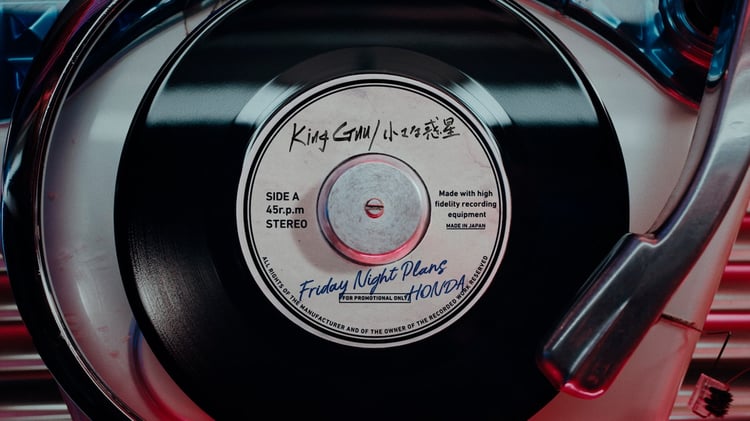 King Gnu/小さな惑星
SIDE A
45r.p.m
STEREO
Made with high
fidelity recording
equipment
MADE IN JAPAN
Friday Night Plans
FOR PROMOTIONAL ONLY
HONDA
ALL RIGHTS OF THE MANUFACTURER AND OF THE OWNER OF THE RECORDED WORK RESERVED